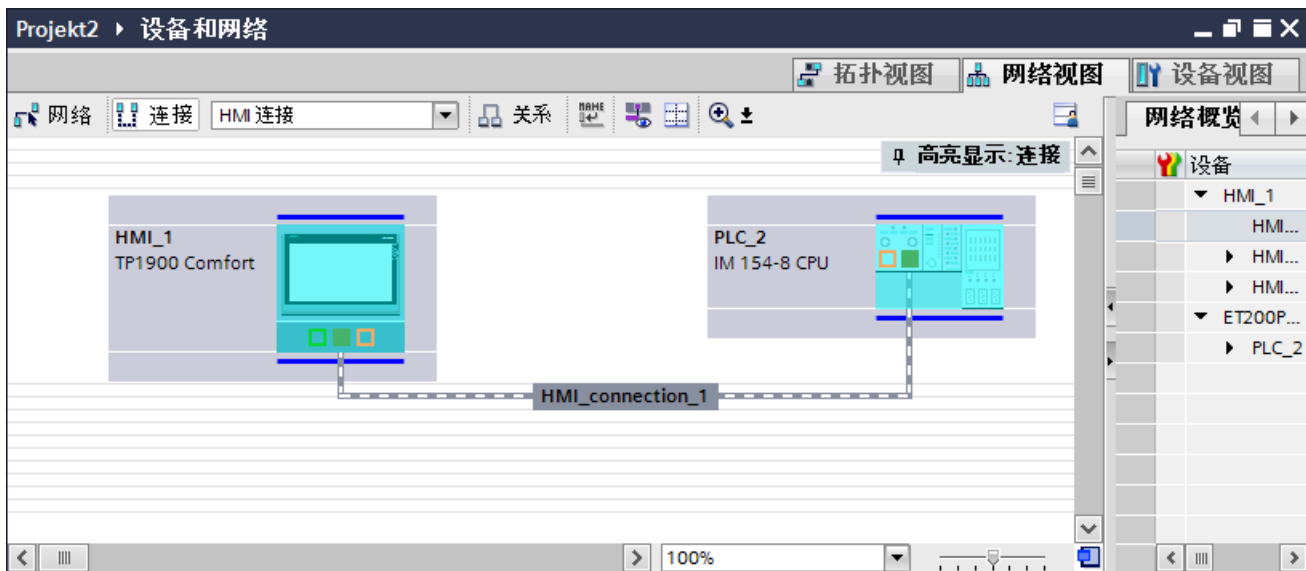 Projekt2 ▸ 设备和网络
拓扑视图 网络视图 设备视图
网络 连接 HMI 连接 关系 网络概览
高亮显示:连接
设备
HMI_1
TP1900 Comfort
PLC_2
IM 154-8 CPU
HMI_connection_1
HMI_1
HMI...
HMI...
HMI...
ET200P...
PLC_2
100%